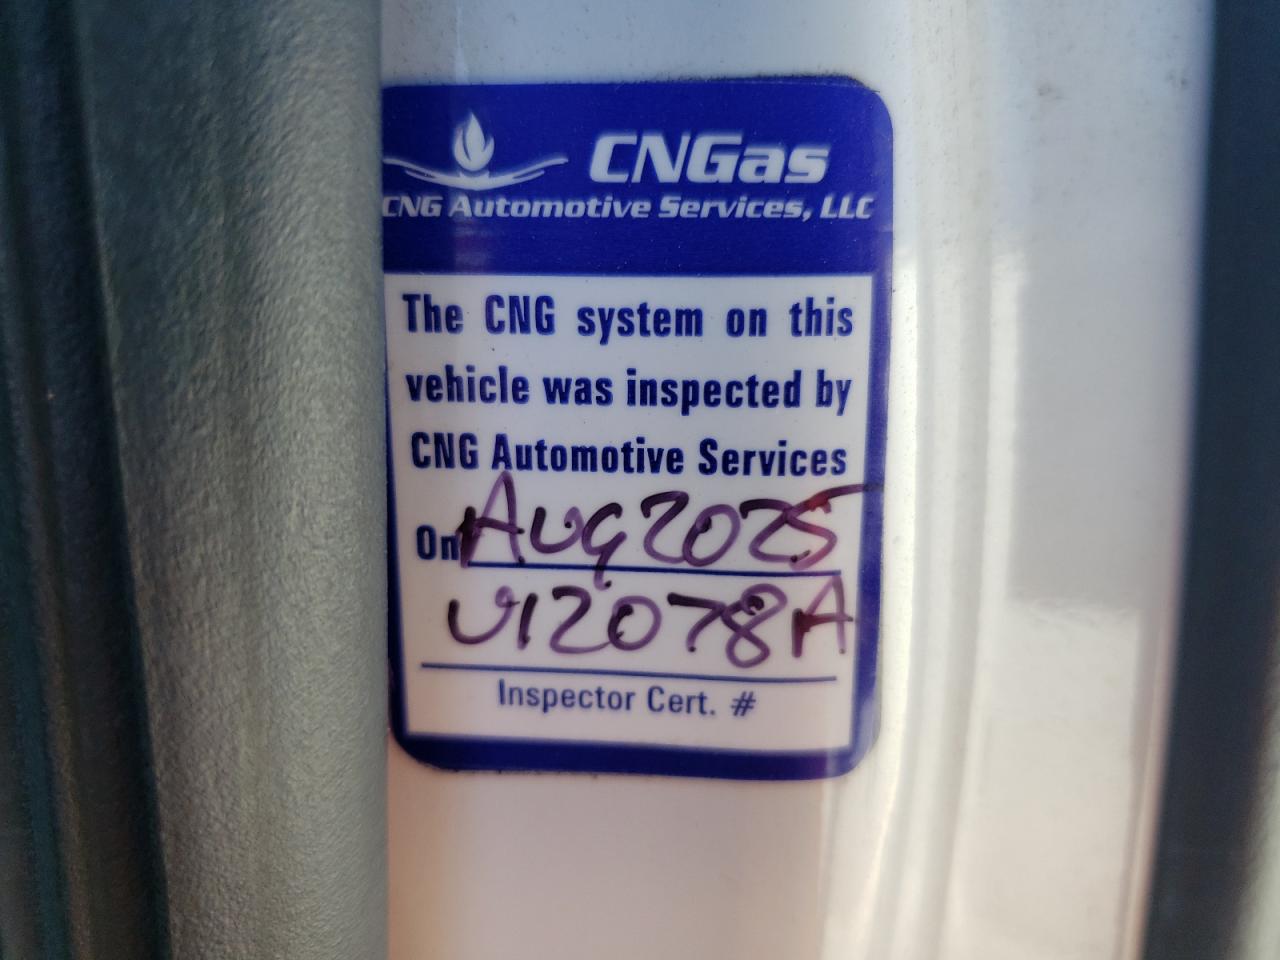 CNGas
CNG Automotive Services, LLC
The CNG system on this
vehicle was inspected by
CNG Automotive Services
On Aug 2025
V12078A
Inspector Cert. #